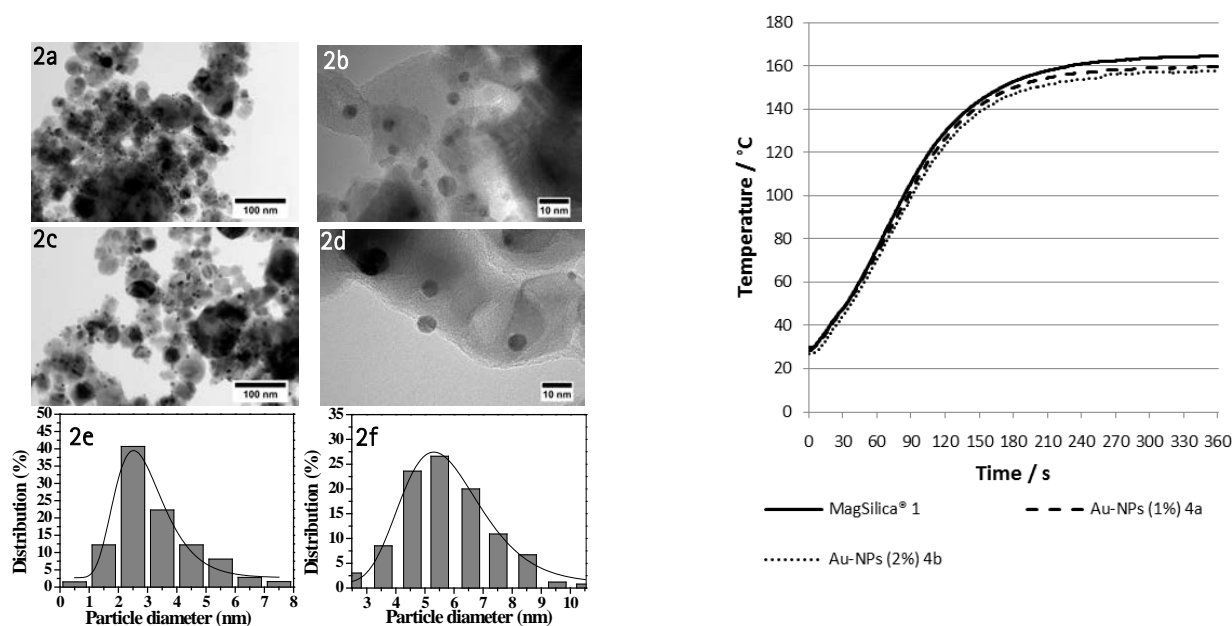 2a
100 nm
2b
10 nm
2c
100 nm
2d
10 nm
2e
Distribution (%)
50
45
40
35
30
25
20
15
10
5
0
0 1 2 3 4 5 6 7 8
Particle diameter (nm)
2f
Distribution (%)
35
30
25
20
15
10
5
0
3 4 5 6 7 8 9 10
Particle diameter (nm)
Temperature / °C
180
160
140
120
100
80
60
40
20
0
0 30 60 90 120 150 180 210 240 270 300 330 360
Time / s
MagSilica® 1
Au-NPs (1%) 4a
Au-NPs (2%) 4b